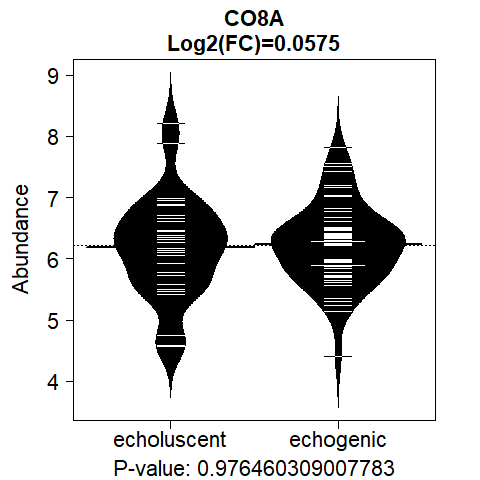 CO8A
Log2(FC)=0.0575
Abundance
9
8
7
6
5
4
echoluscent echogenic
P-value: 0.976460309007783